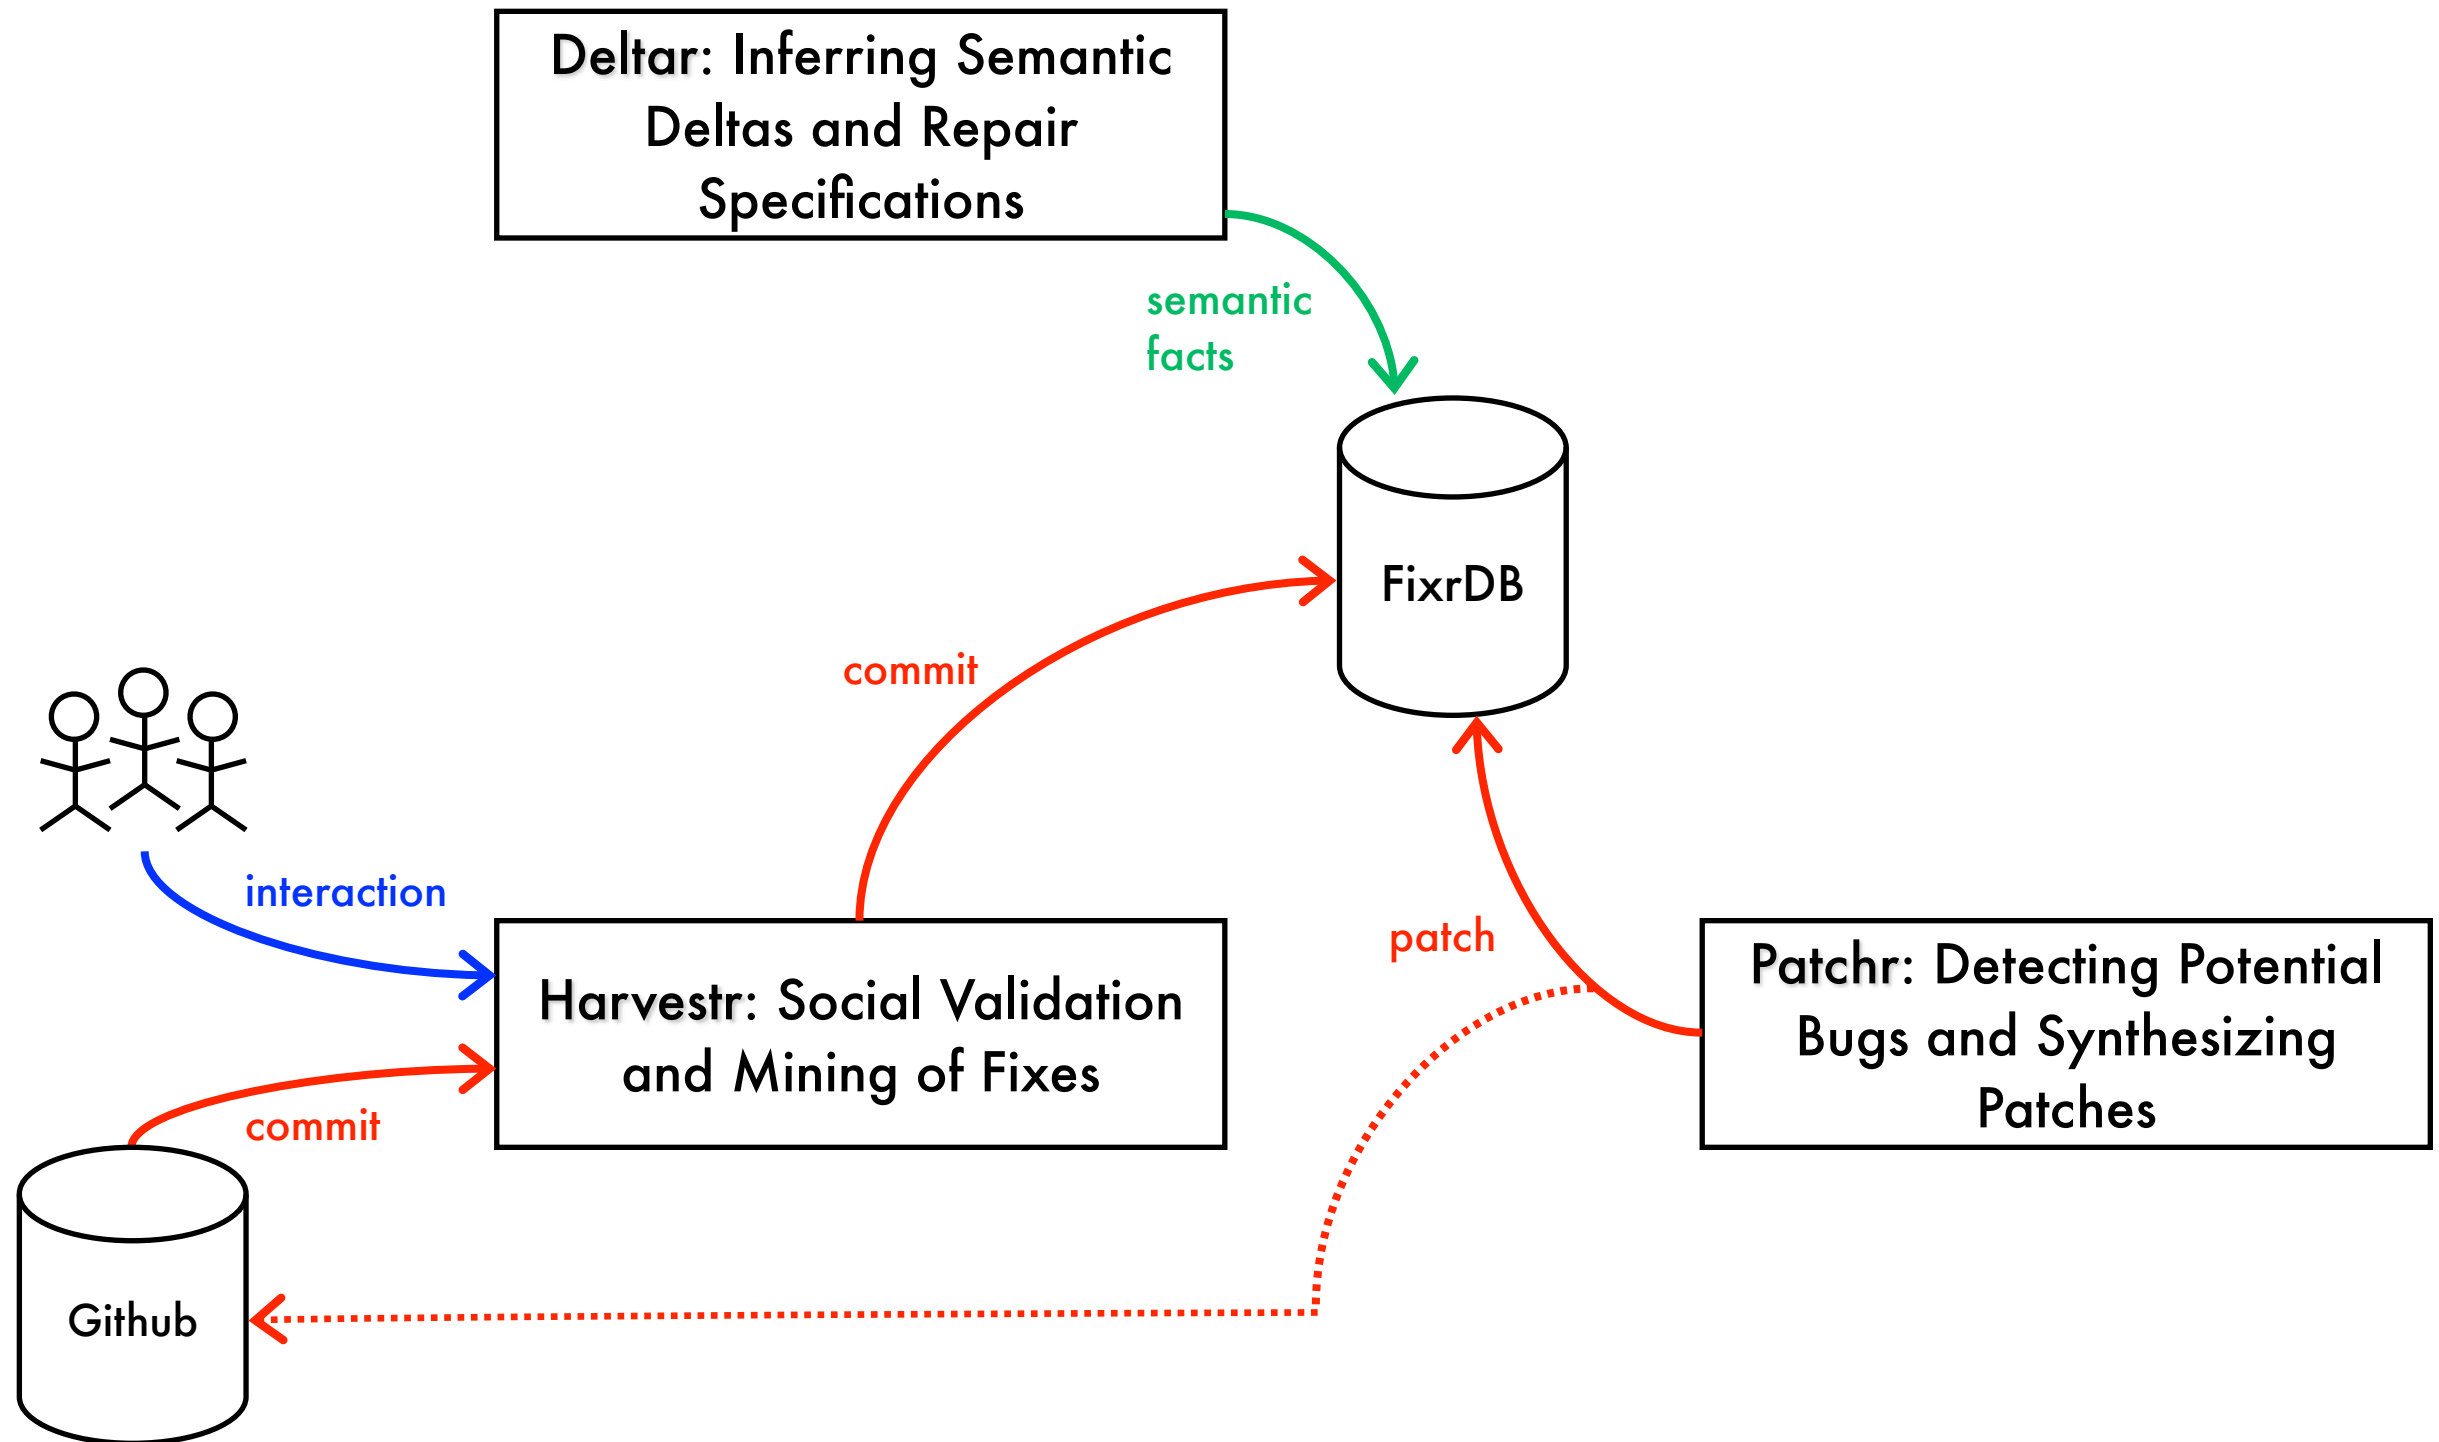 Deltar: Inferring Semantic
Deltas and Repair
Specifications
semantic
facts
FixrDB
commit
interaction
Harvestr: Social Validation
and Mining of Fixes
commit
patch
Patchr: Detecting Potential
Bugs and Synthesizing
Patches
Github